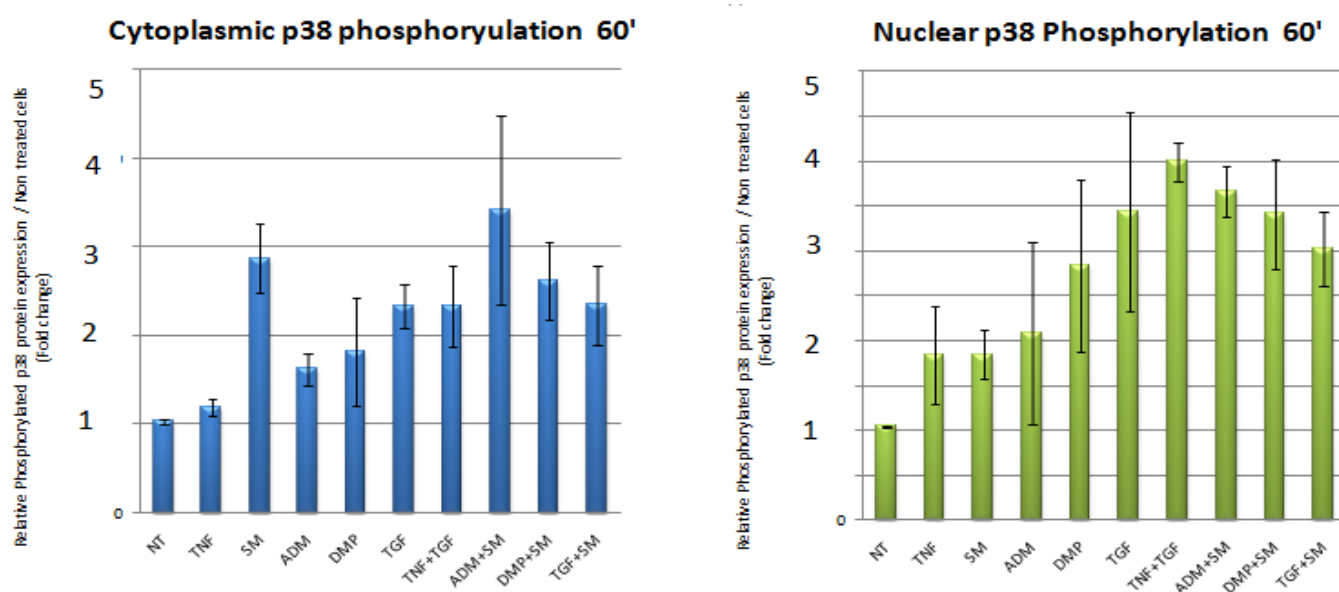 Cytoplasmic p38 phosphoryulation 60'
Relative Phosphorylated p38 protein expression / Non treated cells
(Fold change)
5
4
3
2
1
0
NT
TNF
SM
ADM
DMP
TGF
TNF+TGF
ADM+SM
DMP+SM
TGF+SM
Nuclear p38 Phosphorylation 60'
Relative Phosphorylated p38 protein expression / Non treated cells
(Fold change)
5
4
3
2
1
0
NT
TNF
SM
ADM
DMP
TGF
TNF+TGF
ADM+SM
DMP+SM
TGF+SM